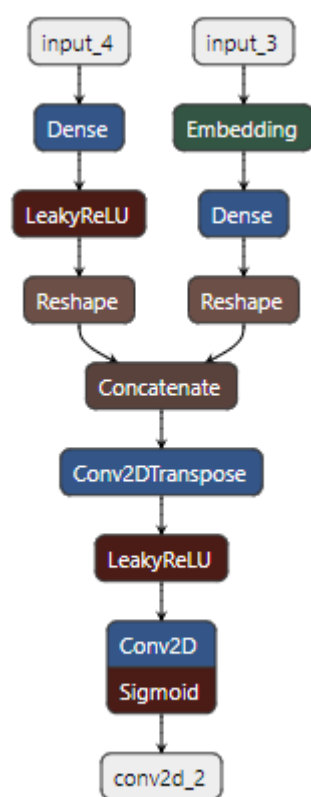 input_4
input_3
Dense
Embedding
LeakyReLU
Dense
Reshape
Reshape
Concatenate
Conv2DTranspose
LeakyReLU
Conv2D
Sigmoid
conv2d_2